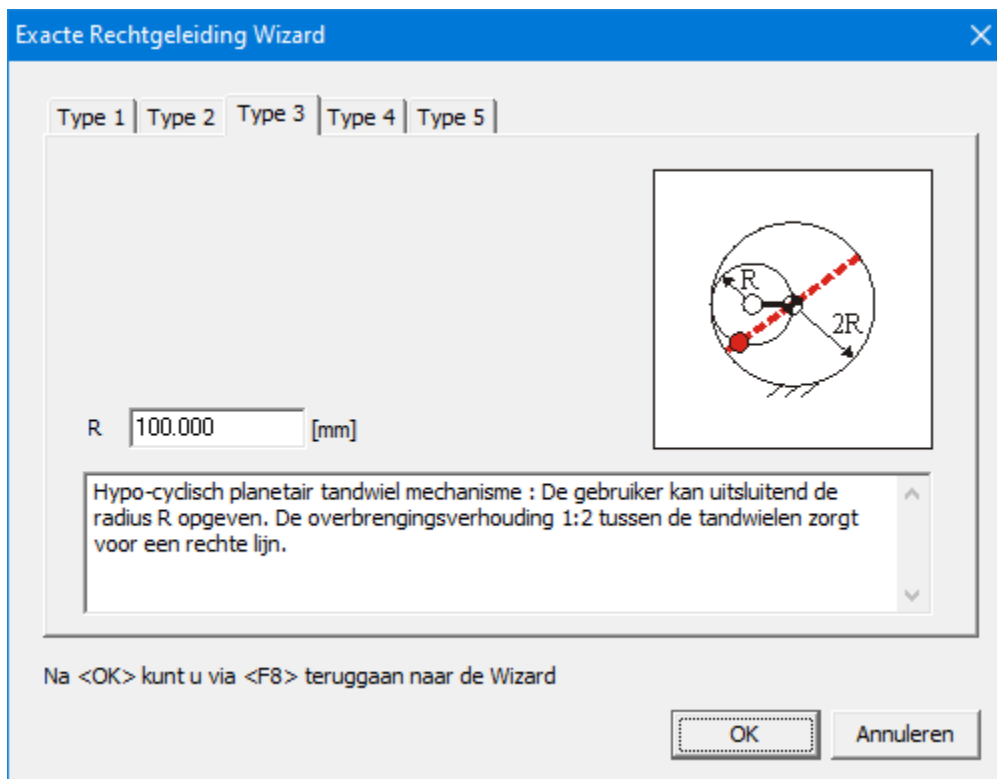 Exacte Rechtgeleiding Wizard
Type 1 Type 2 Type 3 Type 4 Type 5
R
2R
R 100.000 [mm]
Hypo-cyclisch planetair tandwiel mechanisme : De gebruiker kan uitsluitend de
radius R opgeven. De overbrengingsverhouding 1:2 tussen de tandwielen zorgt
voor een rechte lijn.
Na <OK> kunt u via <F8> teruggaan naar de Wizard
OK Annuleren